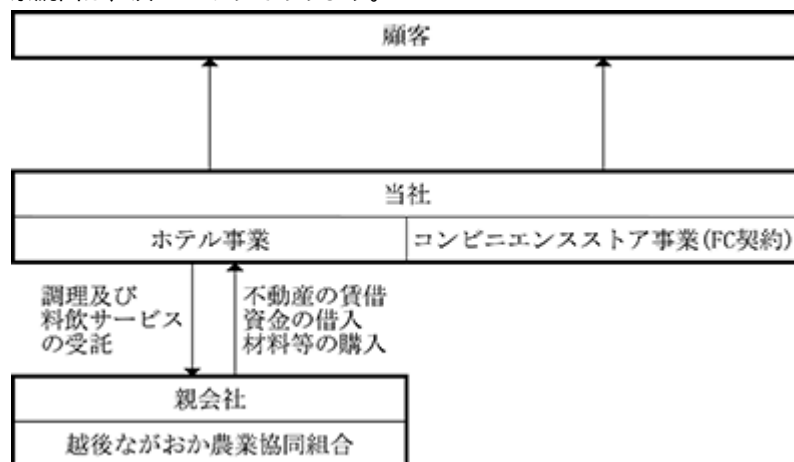 顧客
当社
ホテル事業
コンビニエンスストア事業(FC契約)
調理及び
料飲サービス
の受託
不動産の賃借
資金の借入
材料等の購入
親会社
越後ながおか農業協同組合